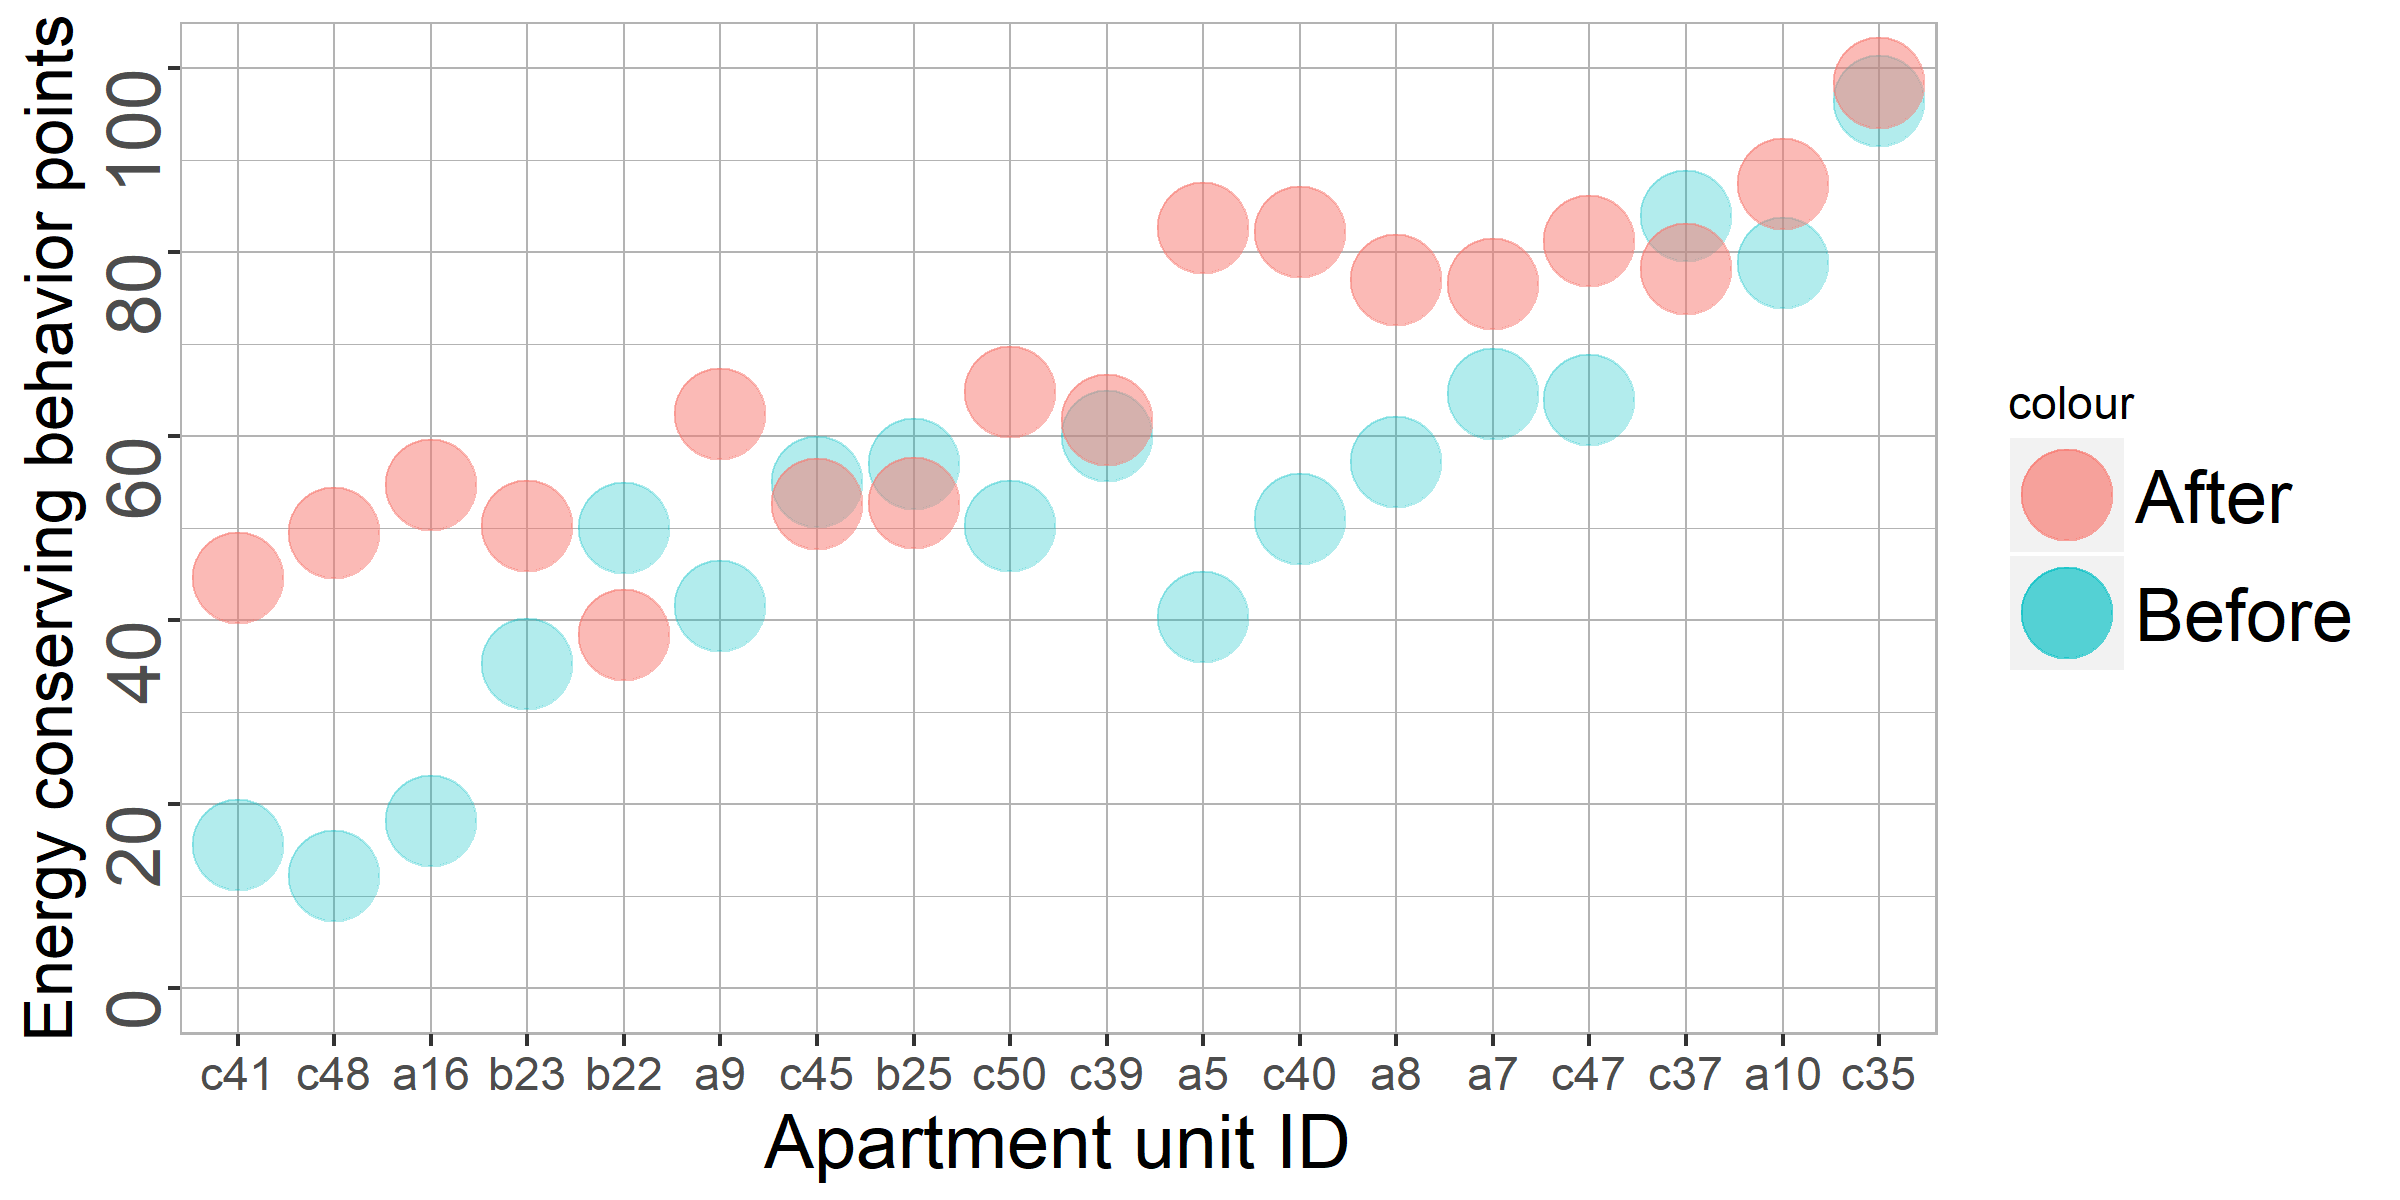 Energy conserving behavior points
100
80
60
40
20
0
c41 c48 a16 b23 b22 a9 c45 b25 c50 c39 a5 c40 a8 a7 c47 c37 a10 c35
Apartment unit ID
colour
After
Before